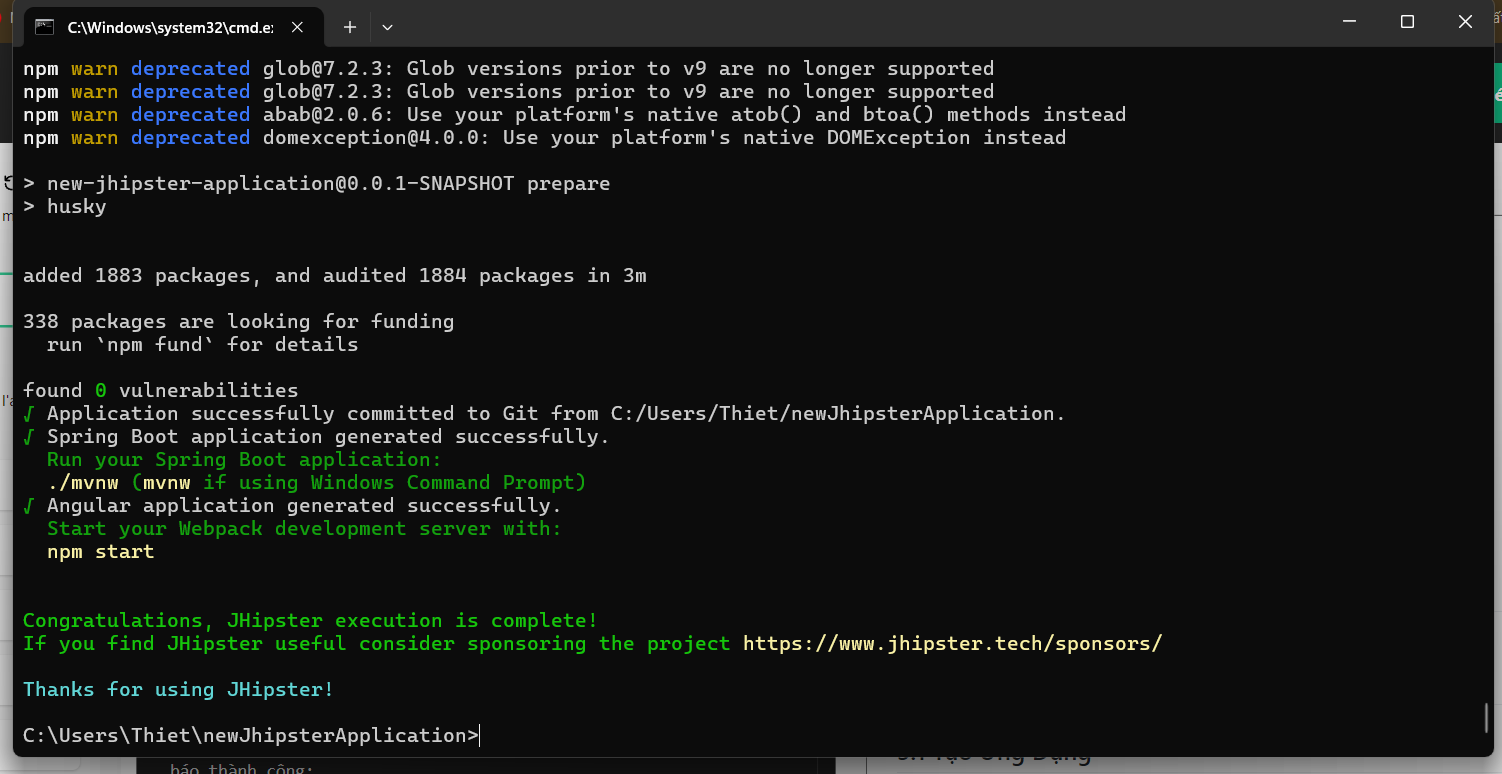 C:\Windows\system32\cmd.e
npm warn deprecated glob@7.2.3: Glob versions prior to v9 are no longer supported
npm warn deprecated glob@7.2.3: Glob versions prior to v9 are no longer supported
npm warn deprecated abab@2.0.6: Use your platform's native atob() and btoa() methods instead
npm warn deprecated domexception@4.0.0: Use your platform's native DOMException instead
> new-jhipster-application@0.0.1-SNAPSHOT prepare
> husky
added 1883 packages, and audited 1884 packages in 3m
338 packages are looking for funding
run `npm fund` for details
found 0 vulnerabilities
√ Application successfully committed to Git from C:/Users/Thiet/newJhipsterApplication.
√ Spring Boot application generated successfully.
Run your Spring Boot application:
./mvnw (mvnw if using Windows Command Prompt)
√ Angular application generated successfully.
Start your Webpack development server with:
npm start
Congratulations, JHipster execution is complete!
If you find JHipster useful consider sponsoring the project https://www.jhipster.tech/sponsors/
Thanks for using JHipster!
C:\Users\Thiet\newJhipsterApplication>
báo thành công: